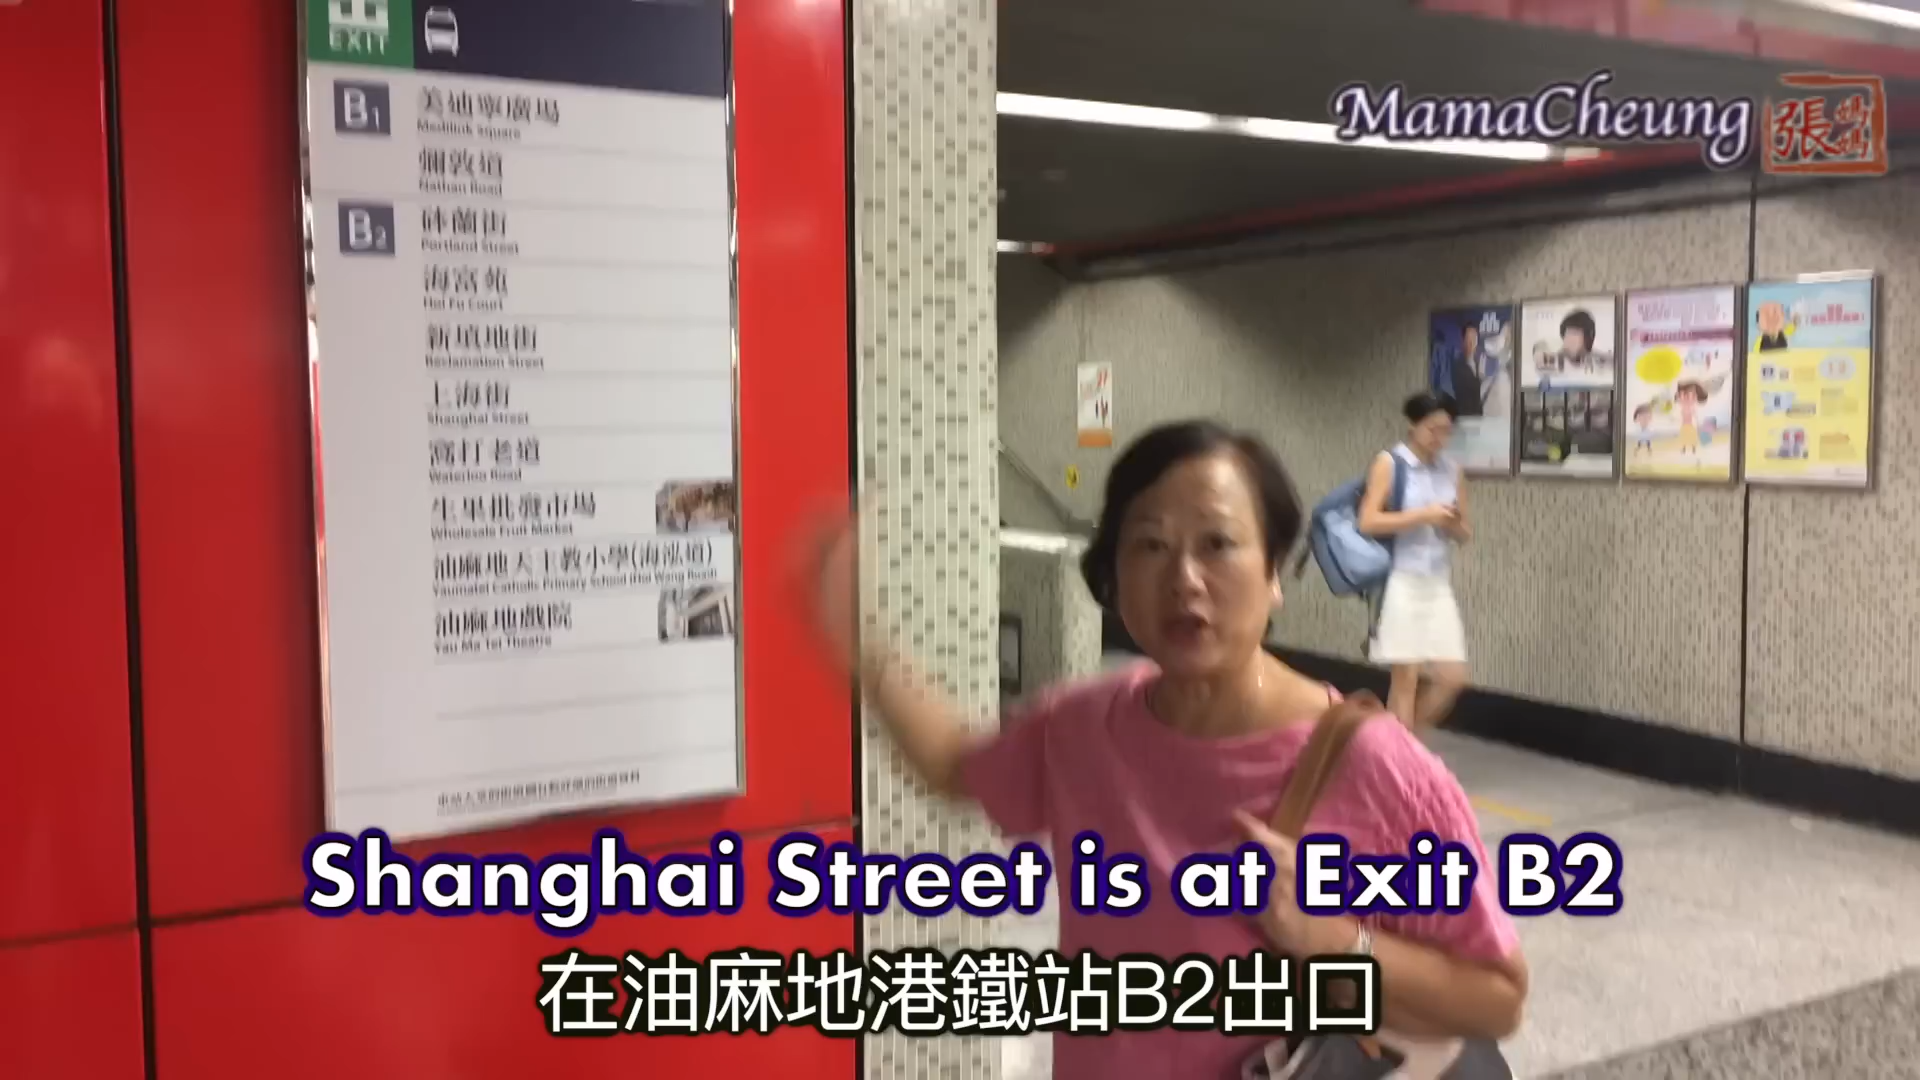 出
EXIT
B1
美迪寧廣場
Medilink Square
彌敦道
Nathan Road
B2
砵蘭街
Portland Street
海富苑
Hoi Fu Court
新填地街
Reclamation Street
上海街
Shanghai Street
窩打老道
Waterloo Road
生果批發市場
Wholesale Fruit Market
油麻地天主教小學(海泓道)
Yaumatei Catholic Primary School (Hoi Wang Road)
油麻地戲院
Yau Ma Tei Theatre
MamaCheung
張媽媽
Shanghai Street is at Exit B2
在油麻地港鐵站B2出口